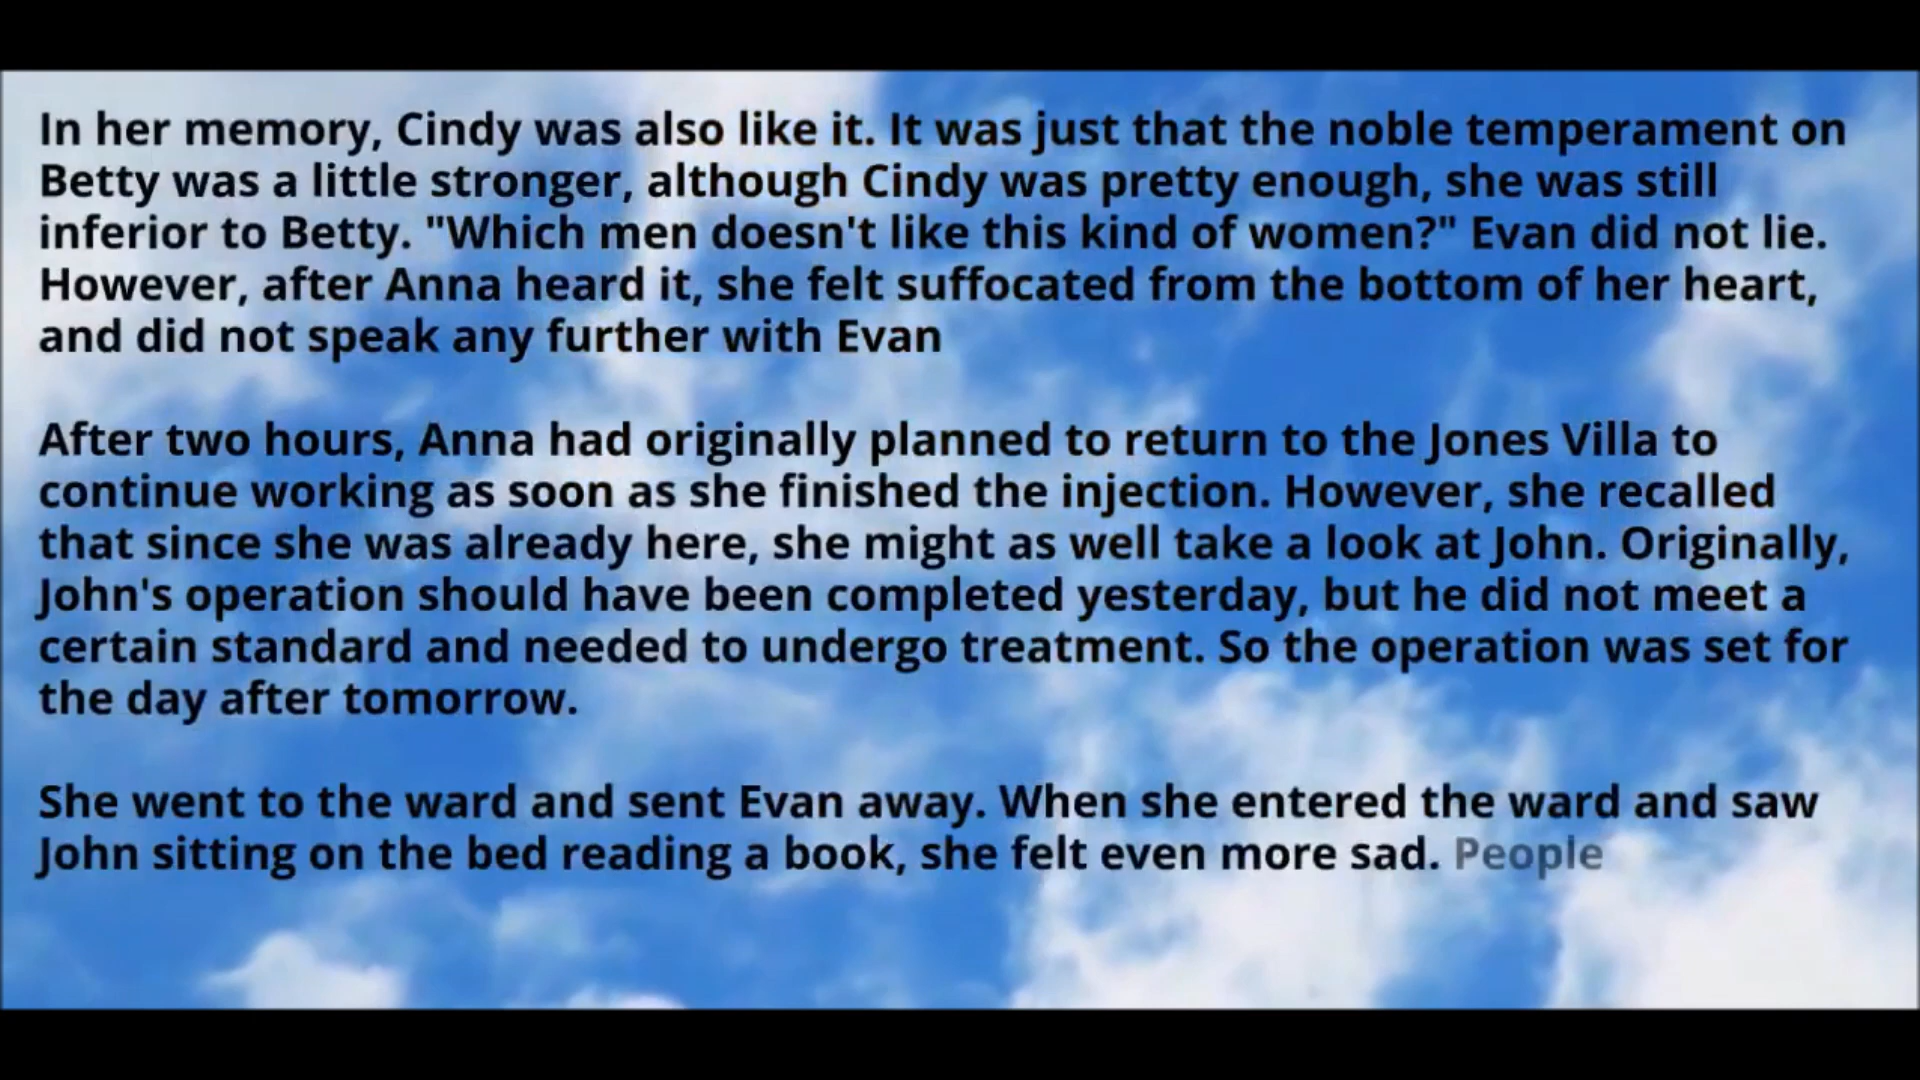 In her memory, Cindy was also like it. It was just that the noble temperament on
Betty was a little stronger, although Cindy was pretty enough, she was still
inferior to Betty. "Which men doesn't like this kind of women?" Evan did not lie.
However, after Anna heard it, she felt suffocated from the bottom of her heart,
and did not speak any further with Evan
After two hours, Anna had originally planned to return to the Jones Villa to
continue working as soon as she finished the injection. However, she recalled
that since she was already here, she might as well take a look at John. Originally,
John's operation should have been completed yesterday, but he did not meet a
certain standard and needed to undergo treatment. So the operation was set for
the day after tomorrow.
She went to the ward and sent Evan away. When she entered the ward and saw
John sitting on the bed reading a book, she felt even more sad. People